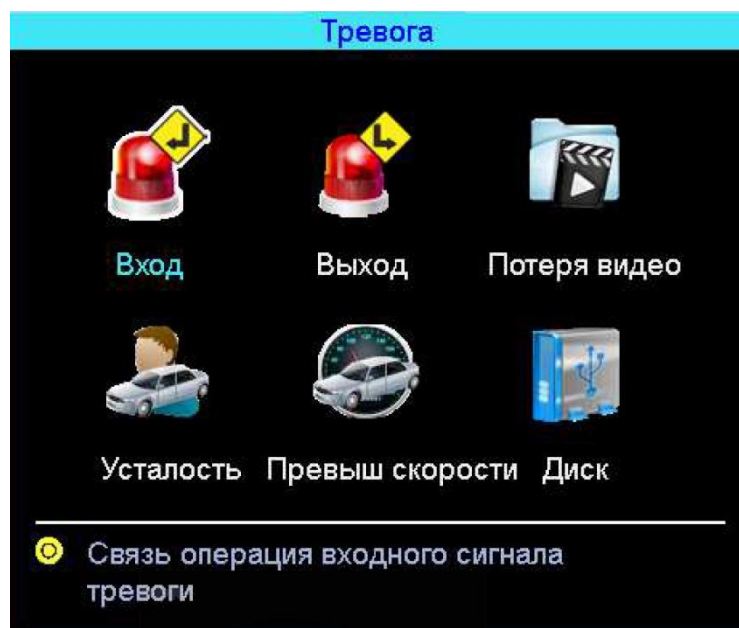 Тревога
Вход
Выход
Потеря видео
Усталость
Превыш скорости
Диск
Связь операция входного сигнала
тревоги